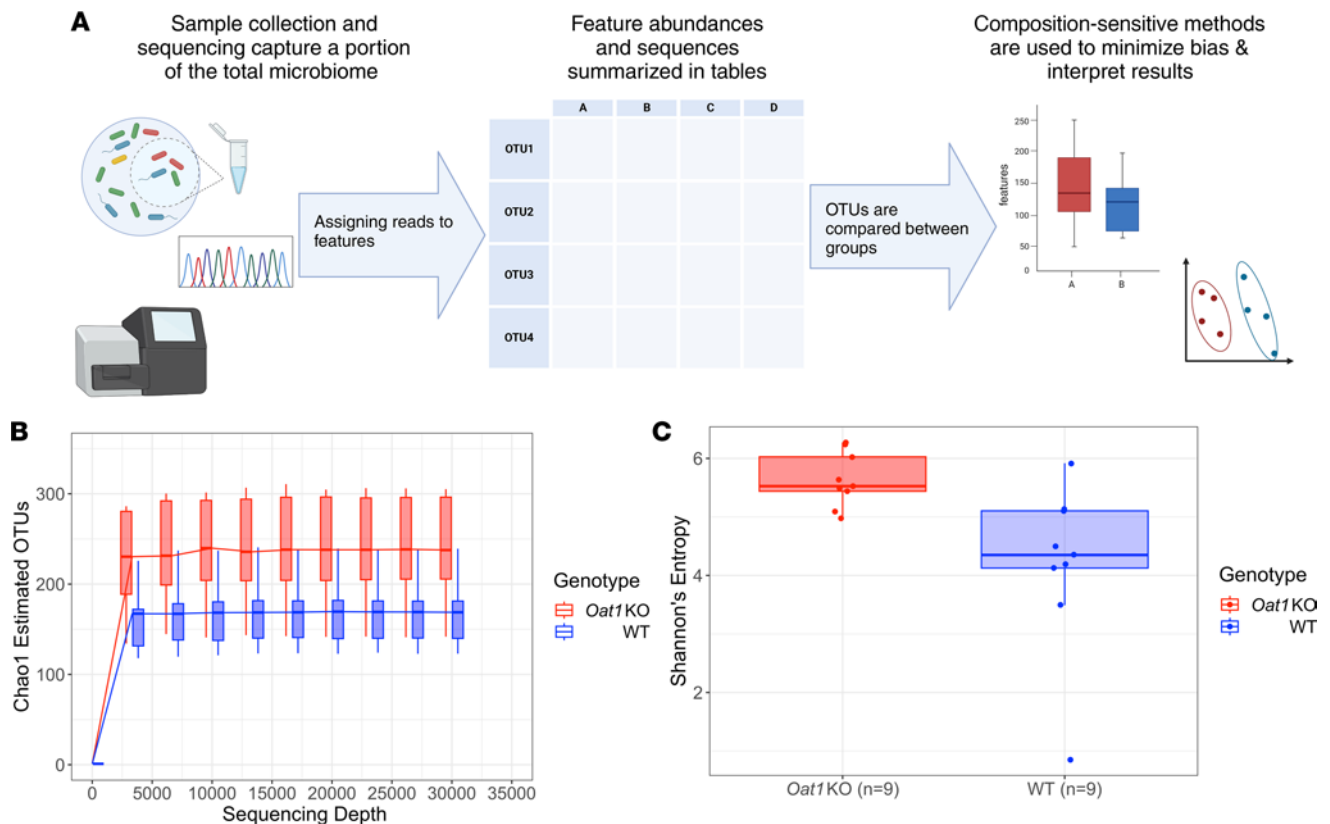 A
Sample collection and
sequencing capture a portion
of the total microbiome
Feature abundances
and sequences
summarized in tables
Composition-sensitive methods
are used to minimize bias &
interpret results
Assigning reads to
features
A B C D
OTU1
OTU2
OTU3
OTU4
OTUs are
compared between
groups
features
250
200
150
100
50
0
A B
B
Chao1 Estimated OTUs
300
200
100
0
0 5000 10000 15000 20000 25000 30000 35000
Sequencing Depth
Genotype
Oat1KO
WT
C
Shannon's Entropy
6
4
2
Oat1KO (n=9) WT (n=9)
Genotype
Oat1KO
WT